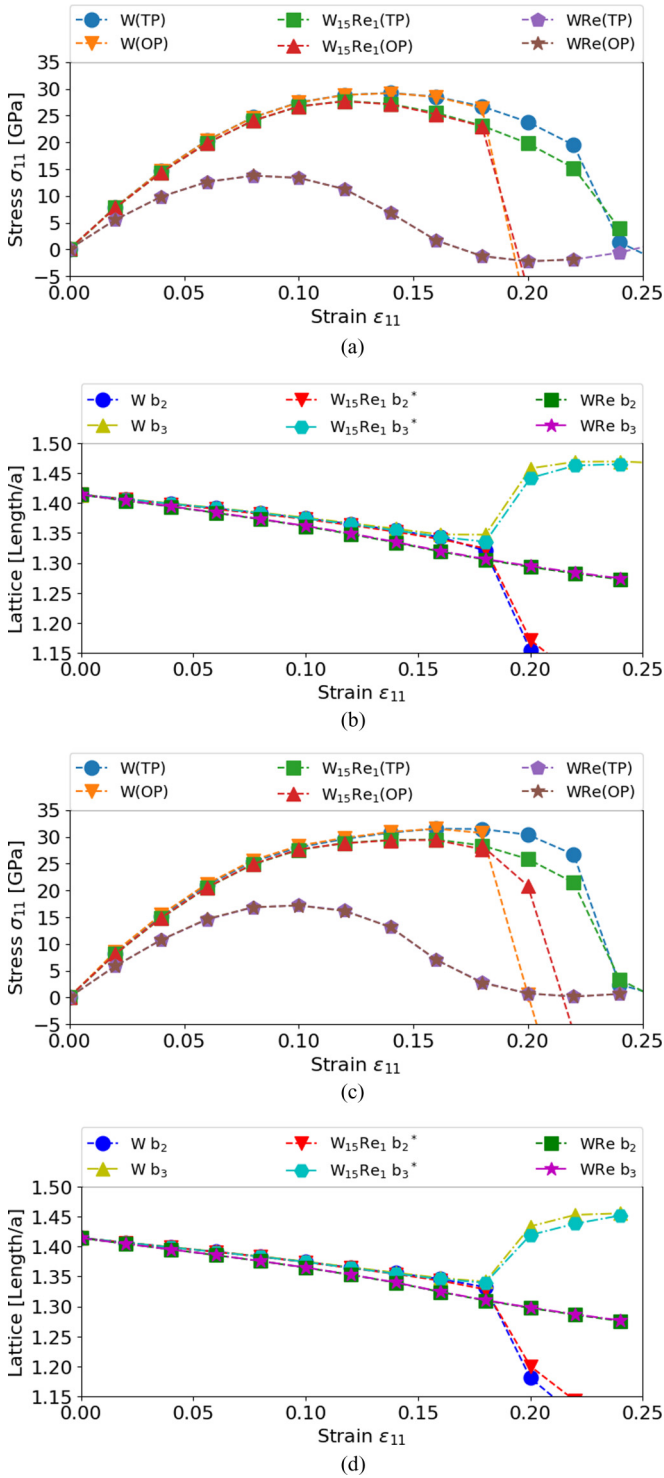 W(TP) W₁₅Re₁(TP) WRe(TP)
W(OP) W₁₅Re₁(OP) WRe(OP)
35
30
25
20
15
10
5
0
−5
Stress σ₁₁ [GPa]
0.00 0.05 0.10 0.15 0.20 0.25
Strain ε₁₁
(a)
W b₂ W₁₅Re₁ b₂* WRe b₂
W b₃ W₁₅Re₁ b₃* WRe b₃
1.50
1.45
1.40
1.35
1.30
1.25
1.20
1.15
Lattice [Length/a]
0.00 0.05 0.10 0.15 0.20 0.25
Strain ε₁₁
(b)
W(TP) W₁₅Re₁(TP) WRe(TP)
W(OP) W₁₅Re₁(OP) WRe(OP)
35
30
25
20
15
10
5
0
−5
Stress σ₁₁ [GPa]
0.00 0.05 0.10 0.15 0.20 0.25
Strain ε₁₁
(c)
W b₂ W₁₅Re₁ b₂* WRe b₂
W b₃ W₁₅Re₁ b₃* WRe b₃
1.50
1.45
1.40
1.35
1.30
1.25
1.20
1.15
Lattice [Length/a]
0.00 0.05 0.10 0.15 0.20 0.25
Strain ε₁₁
(d)